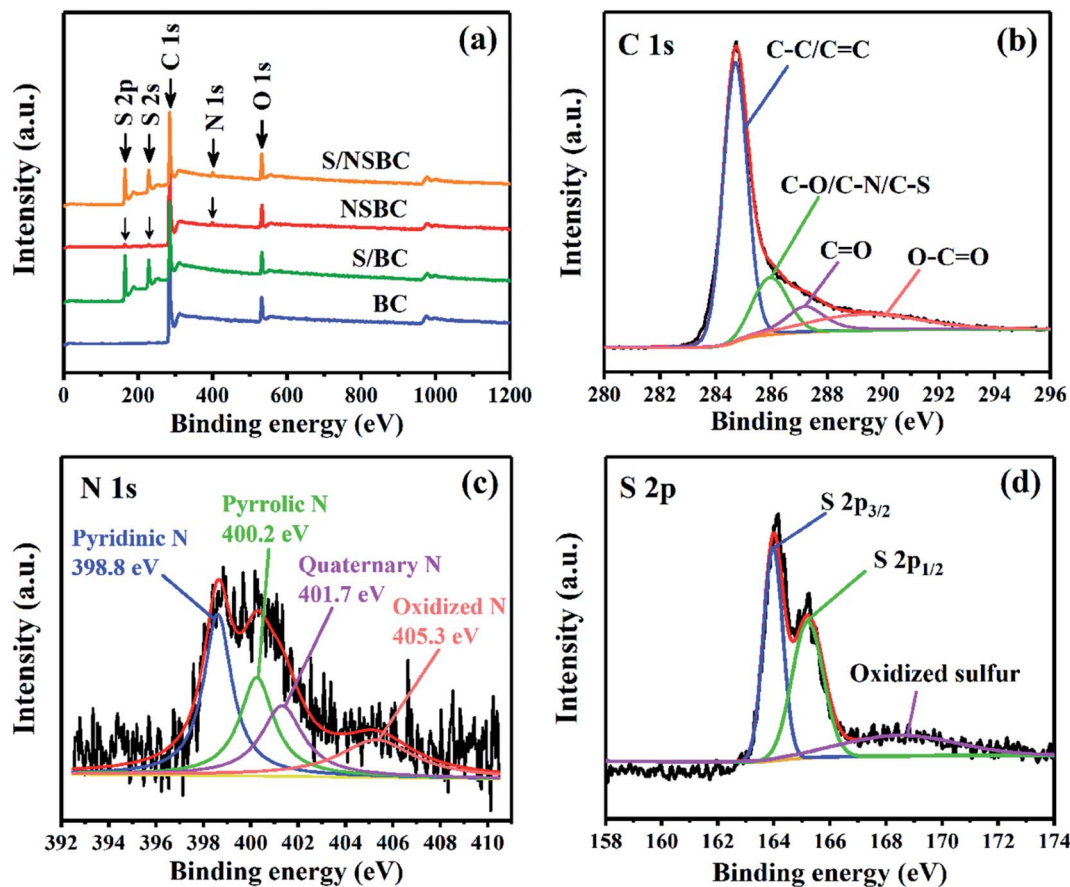 (a)
S 2p
S 2s
C 1s
N 1s
O 1s
S/NSBC
NSBC
S/BC
BC
Intensity (a.u.)
0 200 400 600 800 1000 1200
Binding energy (eV)
C 1s
(b)
C-C/C=C
C-O/C-N/C-S
C=O
O-C=O
Intensity (a.u.)
280 282 284 286 288 290 292 294 296
Binding energy (eV)
N 1s
(c)
Pyrrolic N
400.2 eV
Pyridinic N
398.8 eV
Quaternary N
401.7 eV
Oxidized N
405.3 eV
Intensity (a.u.)
392 394 396 398 400 402 404 406 408 410
Binding energy (eV)
S 2p
(d)
S 2p3/2
S 2p1/2
Oxidized sulfur
Intensity (a.u.)
158 160 162 164 166 168 170 172 174
Binding energy (eV)